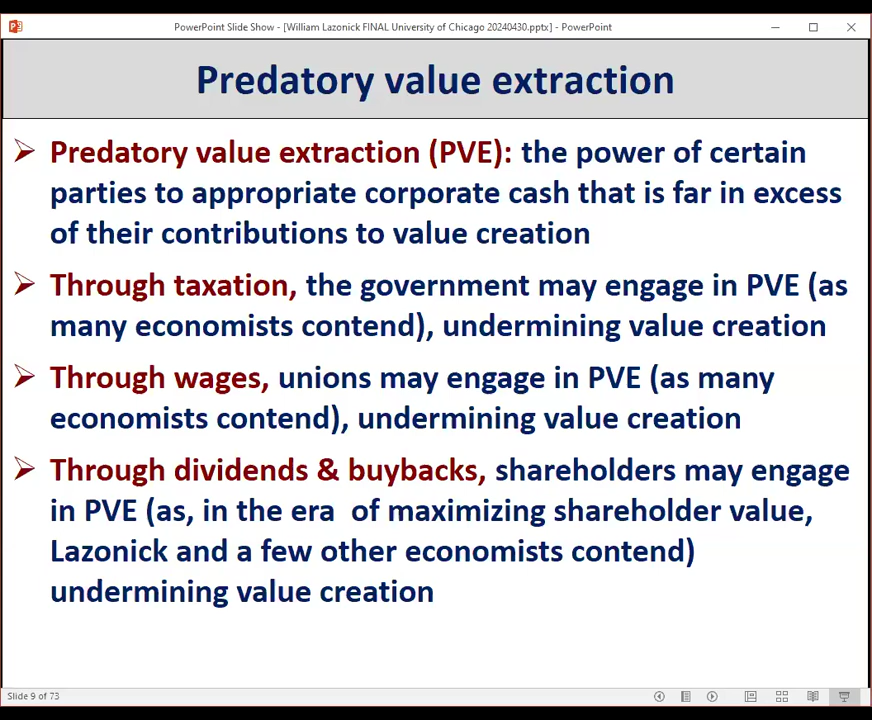 PowerPoint Slide Show - [William Lazonick FINAL University of Chicago 20240430.pptx] - PowerPoint
Predatory value extraction
Predatory value extraction (PVE): the power of certain
parties to appropriate corporate cash that is far in excess
of their contributions to value creation
Through taxation, the government may engage in PVE (as
many economists contend), undermining value creation
Through wages, unions may engage in PVE (as many
economists contend), undermining value creation
Through dividends & buybacks, shareholders may engage
in PVE (as, in the era of maximizing shareholder value,
Lazonick and a few other economists contend)
undermining value creation
Slide 9 of 73